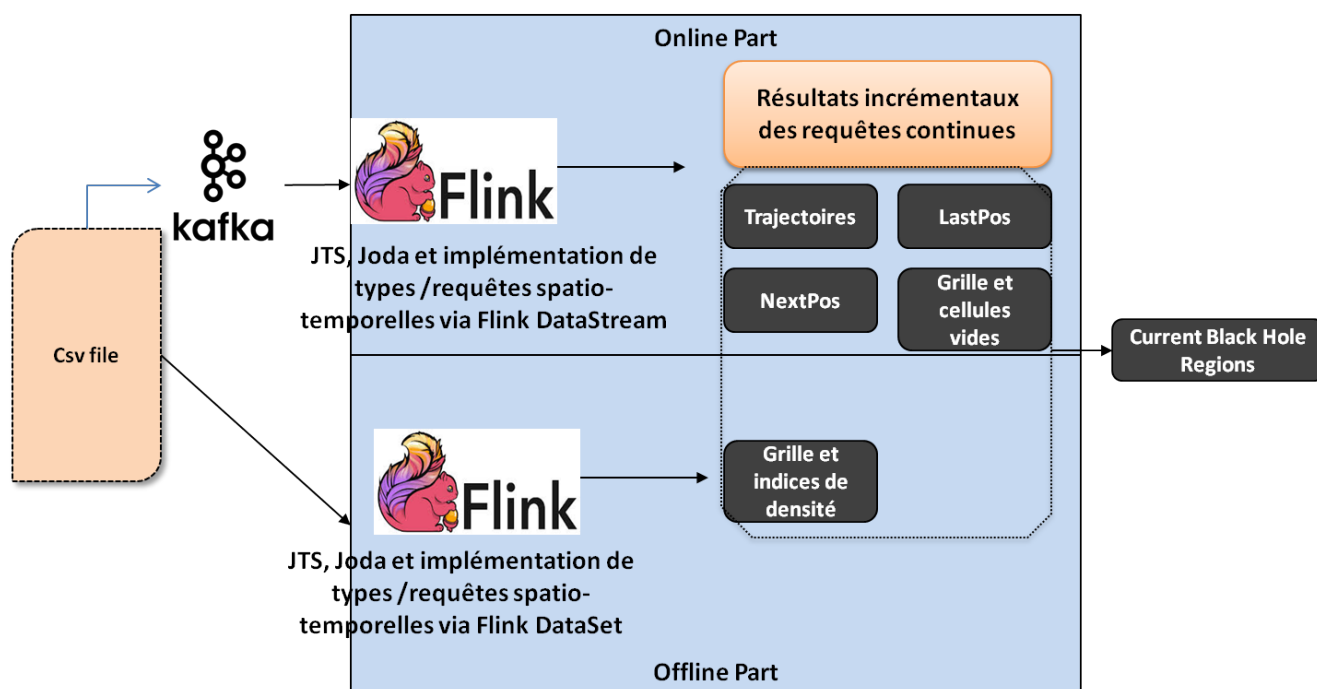 Online Part
Résultats incrémentaux
des requêtes continues
kafka
Flink
Trajectoires
LastPos
JTS, Joda et implémentation de
types /requêtes spatio-
temporelles via Flink DataStream
NextPos
Grille et
cellules
vides
Csv file
Current Black Hole
Regions
Flink
Grille et
indices de
densité
JTS, Joda et implémentation de
types /requêtes spatio-
temporelles via Flink DataSet
Offline Part